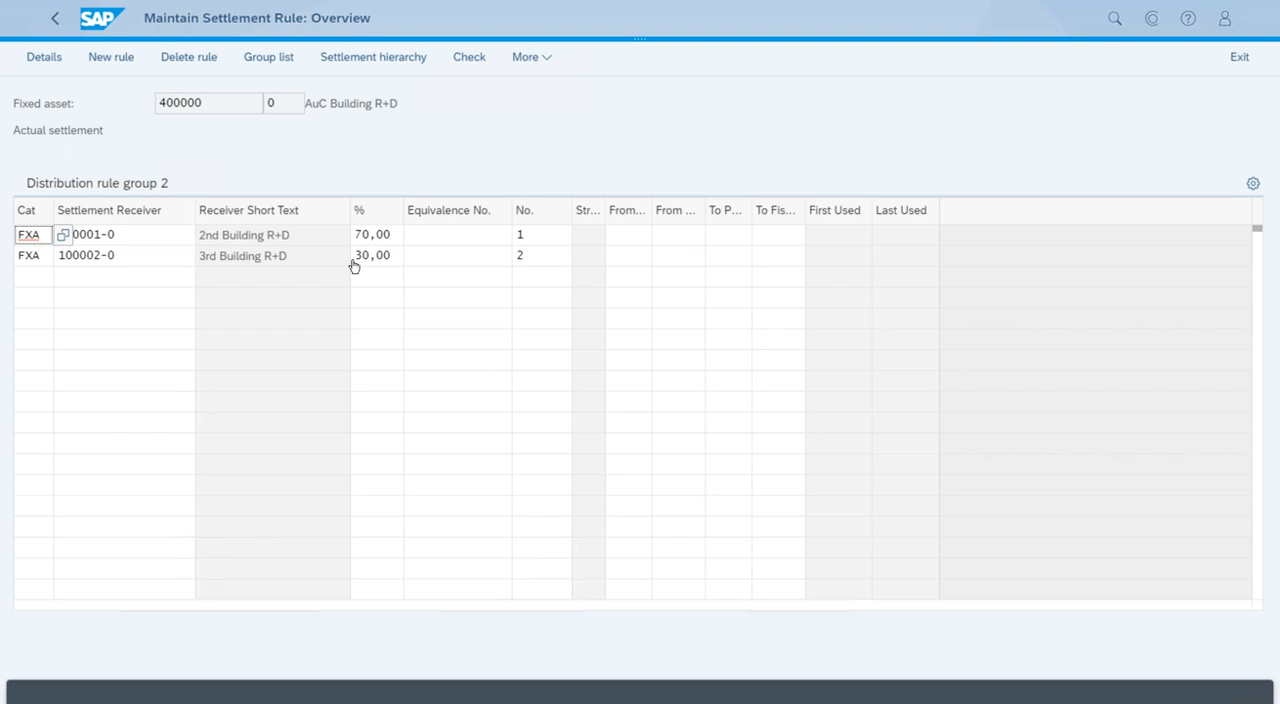 SAP Maintain Settlement Rule: Overview
Details New rule Delete rule Group list Settlement hierarchy Check More Exit
Fixed asset: 400000 0 AuC Building R+D
Actual settlement
Distribution rule group 2
Cat Settlement Receiver Receiver Short Text % Equivalence No. No. Str... From... From ... To P... To Fis... First Used Last Used
FXA 0001-0 2nd Building R+D 70,00 1
FXA 100002-0 3rd Building R+D 30,00 2